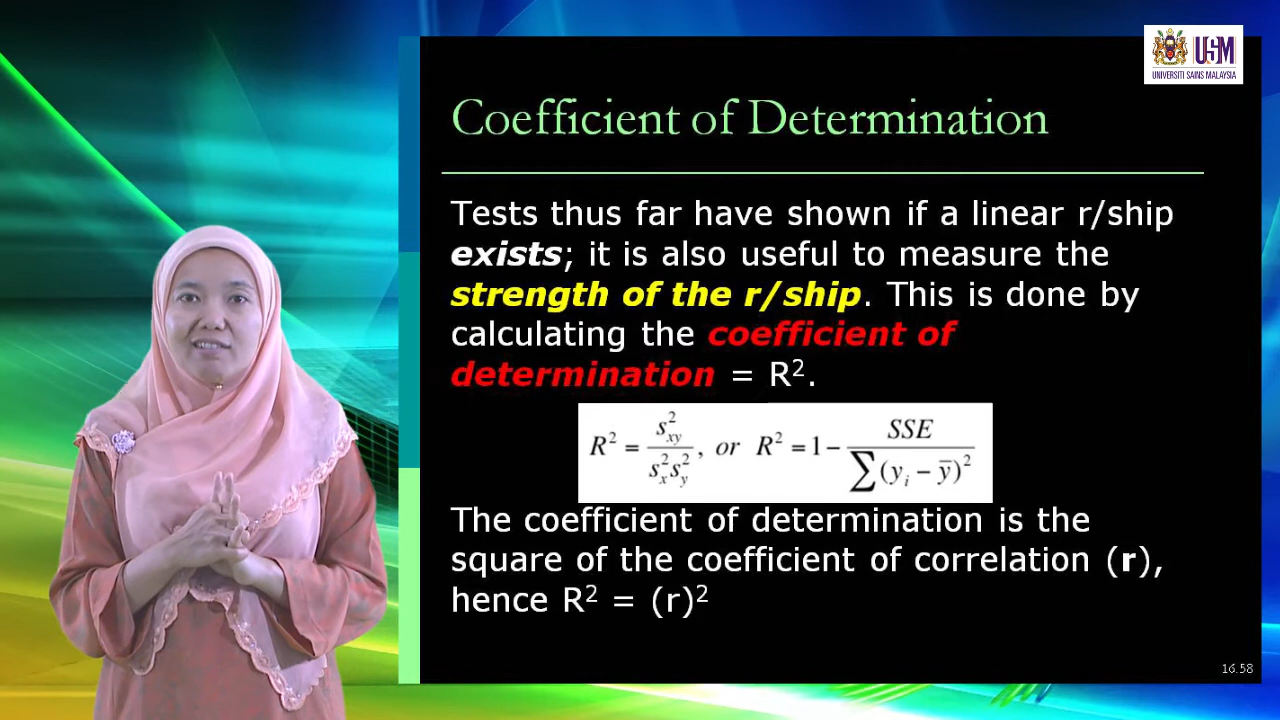 USM
UNIVERSITI SAINS MALAYSIA
Coefficient of Determination
Tests thus far have shown if a linear r/ship
exists; it is also useful to measure the
strength of the r/ship. This is done by
calculating the coefficient of
determination = R².
R² = s²xy / s²x s²y , or R² = 1 − SSE / ∑(yᵢ − ȳ)²
The coefficient of determination is the
square of the coefficient of correlation (r),
hence R² = (r)²
16.58